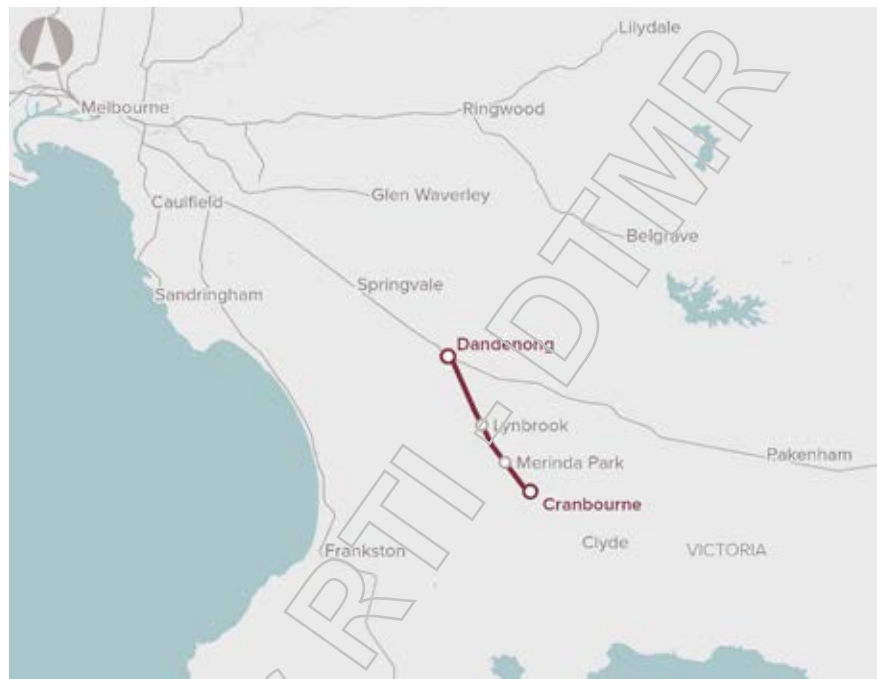 Lilydale
Melbourne
Ringwood
Glen Waverley
Caulfield
Belgrave
Springvale
Sandringham
Dandenong
Lynbrook
Pakenham
Merinda Park
Cranbourne
Clyde
VICTORIA
Frankston
RTI - DTMR